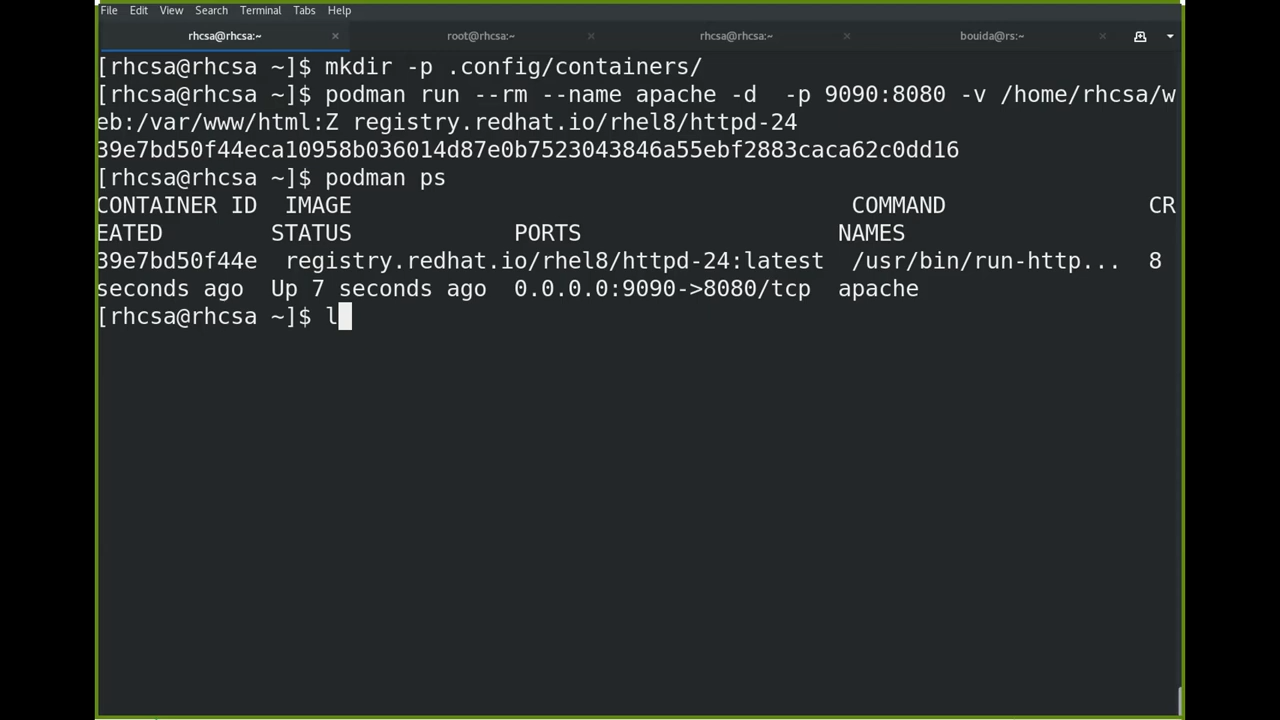 File Edit View Search Terminal Tabs Help
rhcsa@rhcsa:~ × root@rhcsa:~ × rhcsa@rhcsa:~ × bouida@rs:~ ×
[rhcsa@rhcsa ~]$ mkdir -p .config/containers/
[rhcsa@rhcsa ~]$ podman run --rm --name apache -d  -p 9090:8080 -v /home/rhcsa/w
eb:/var/www/html:Z registry.redhat.io/rhel8/httpd-24
39e7bd50f44eca10958b036014d87e0b7523043846a55ebf2883caca62c0dd16
[rhcsa@rhcsa ~]$ podman ps
CONTAINER ID  IMAGE                                     COMMAND               CR
EATED        STATUS            PORTS                   NAMES
39e7bd50f44e  registry.redhat.io/rhel8/httpd-24:latest  /usr/bin/run-http...  8
seconds ago  Up 7 seconds ago  0.0.0.0:9090->8080/tcp  apache
[rhcsa@rhcsa ~]$ l